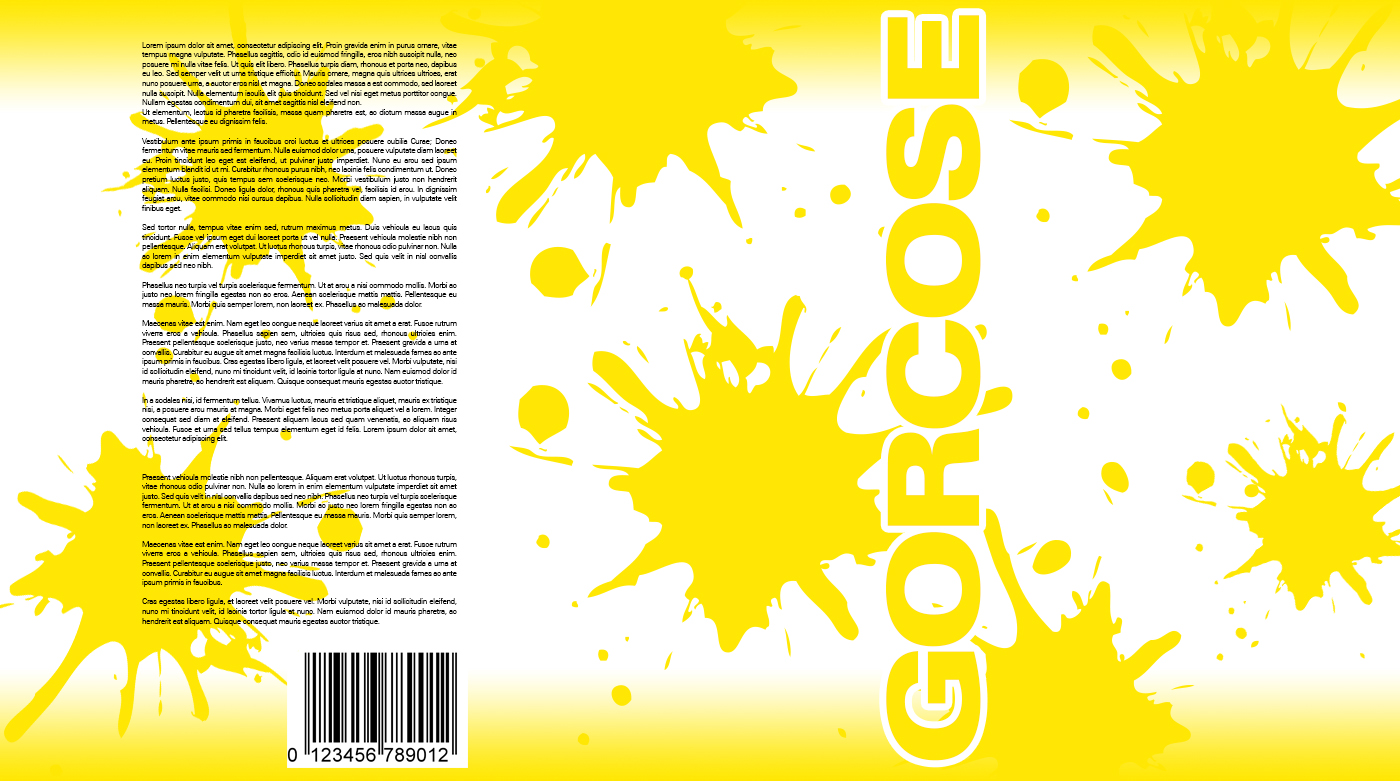 Lorem ipsum dolor sit amet, consectetur adipiscing elit. Proin gravida enim in purus ornare, vitae
tempus magna vulputate. Phasellus sagittis, odio id euismod fringilla, eros nibh suscipit nulla, nec
posuere mi nulla vitae felis. Ut quis elit libero. Phasellus turpis diam, rhoncus et porta nec, dapibus
eu leo. Sed semper velit ut urna tristique efficitur. Mauris ornare, magna quis ultrices ultrices, erat
nunc posuere urna, a auctor eros nisl et magna. Donec sodales massa a est commodo, sed laoreet
nulla suscipit. Nulla elementum iaculis elit quis tincidunt. Sed vel nisi eget metus porttitor congue.
Nullam egestas condimentum dui, sit amet sagittis nisl eleifend non.
Ut elementum, lectus id pharetra facilisis, massa quam pharetra est, ac dictum massa augue in
metus. Pellentesque eu dignissim felis.
Vestibulum ante ipsum primis in faucibus orci luctus et ultrices posuere cubilia Curae; Donec
fermentum vitae mauris sed fermentum. Nulla euismod dolor urna, posuere vulputate diam laoreet
eu. Proin tincidunt leo eget est eleifend, ut pulvinar justo imperdiet. Nunc eu arcu sed ipsum
elementum blandit id ut mi. Curabitur rhoncus purus nibh, nec lacinia felis condimentum ut. Donec
pretium luctus justo, quis tempus sem scelerisque nec. Morbi vestibulum justo non hendrerit
aliquam. Nulla facilisi. Donec ligula dolor, rhoncus quis pharetra vel, facilisis id arcu. In dignissim
feugiat arcu, vitae commodo nisi cursus dapibus. Nulla sollicitudin diam sapien, in vulputate velit
finibus eget.
Sed tortor nulla, tempus vitae enim sed, rutrum maximus metus. Duis vehicula eu lacus quis
tincidunt. Fusce vel ipsum eget dui laoreet porta ut vel nulla. Praesent vehicula molestie nibh non
pellentesque. Aliquam erat volutpat. Ut luctus rhoncus turpis, vitae rhoncus odio pulvinar non. Nulla
ac lorem in enim elementum vulputate imperdiet sit amet justo. Sed quis velit in nisl convallis
dapibus sed nec nibh.
Phasellus nec turpis vel turpis scelerisque fermentum. Ut at arcu a nisi commodo mollis. Morbi ac
justo nec lorem fringilla egestas non ac eros. Aenean scelerisque mattis mattis. Pellentesque eu
massa mauris. Morbi quis semper lorem, non laoreet ex. Phasellus ac malesuada dolor.
Maecenas vitae est enim. Nam eget leo congue neque laoreet varius sit amet a erat. Fusce rutrum
viverra eros a vehicula. Phasellus sapien sem, ultricies quis risus sed, rhoncus ultricies enim.
Praesent pellentesque scelerisque justo, nec varius massa tempor et. Praesent gravida a urna at
convallis. Curabitur eu augue sit amet magna facilisis luctus. Interdum et malesuada fames ac ante
ipsum primis in faucibus. Cras egestas libero ligula, et laoreet velit posuere vel. Morbi vulputate, nisi
id sollicitudin eleifend, nunc mi tincidunt velit, id lacinia tortor ligula at nunc. Nam euismod dolor id
mauris pharetra, ac hendrerit est aliquam. Quisque consequat mauris egestas auctor tristique.
In a sodales nisi, id fermentum tellus. Vivamus luctus, mauris et tristique aliquet, mauris ex tristique
nisi, a posuere arcu mauris at magna. Morbi eget felis nec metus porta aliquet vel a lorem. Integer
consequat sed diam at eleifend. Praesent aliquam lacus sed quam venenatis, ac aliquam risus
vehicula. Fusce et urna sed tellus tempus elementum eget id felis. Lorem ipsum dolor sit amet,
consectetur adipiscing elit.
Praesent vehicula molestie nibh non pellentesque. Aliquam erat volutpat. Ut luctus rhoncus turpis,
vitae rhoncus odio pulvinar non. Nulla ac lorem in enim elementum vulputate imperdiet sit amet
justo. Sed quis velit in nisl convallis dapibus sed nec nibh. Phasellus nec turpis vel turpis scelerisque
fermentum. Ut at arcu a nisi commodo mollis. Morbi ac justo nec lorem fringilla egestas non ac
eros. Aenean scelerisque mattis mattis. Pellentesque eu massa mauris. Morbi quis semper lorem,
non laoreet ex. Phasellus ac malesuada dolor.
Maecenas vitae est enim. Nam eget leo congue neque laoreet varius sit amet a erat. Fusce rutrum
viverra eros a vehicula. Phasellus sapien sem, ultricies quis risus sed, rhoncus ultricies enim.
Praesent pellentesque scelerisque justo, nec varius massa tempor et. Praesent gravida a urna at
convallis. Curabitur eu augue sit amet magna facilisis luctus. Interdum et malesuada fames ac ante
ipsum primis in faucibus.
Cras egestas libero ligula, et laoreet velit posuere vel. Morbi vulputate, nisi id sollicitudin eleifend,
nunc mi tincidunt velit, id lacinia tortor ligula at nunc. Nam euismod dolor id mauris pharetra, ac
hendrerit est aliquam. Quisque consequat mauris egestas auctor tristique.
0 123456 789012
GORCOSE